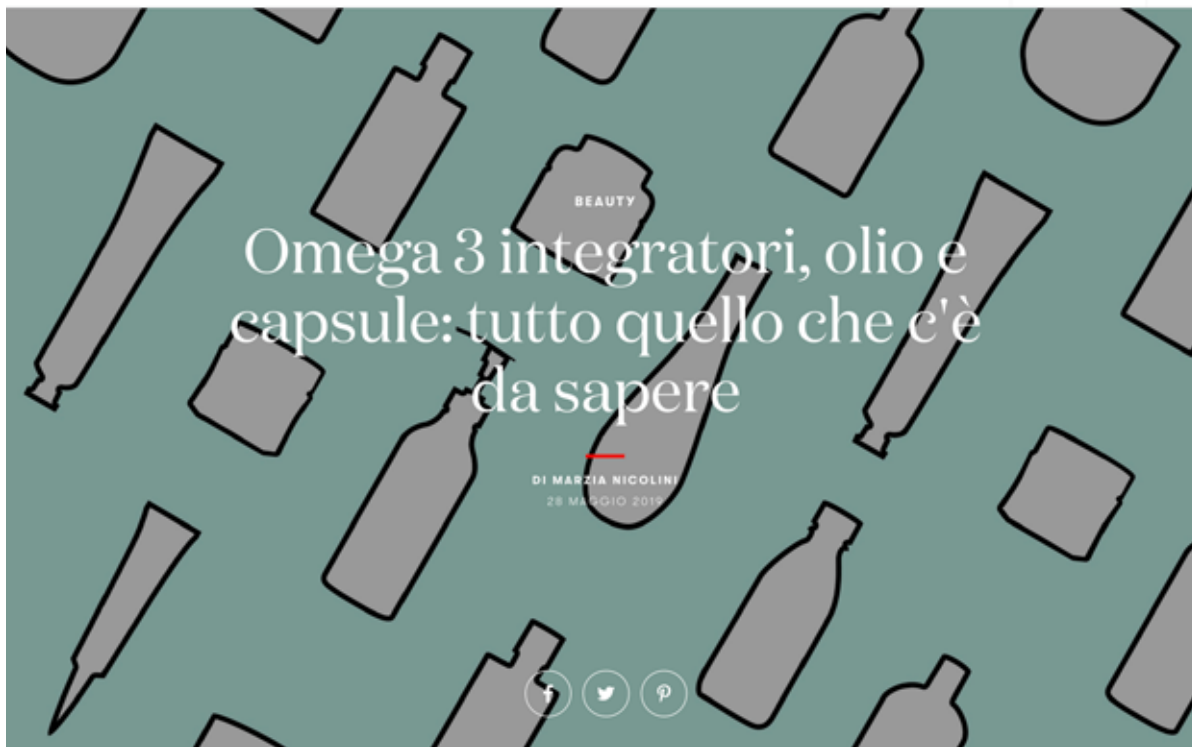 BEAUTY
Omega 3 integratori, olio e
capsule: tutto quello che c'è
da sapere
DI MARZIA NICOLINI
28 MAGGIO 2019